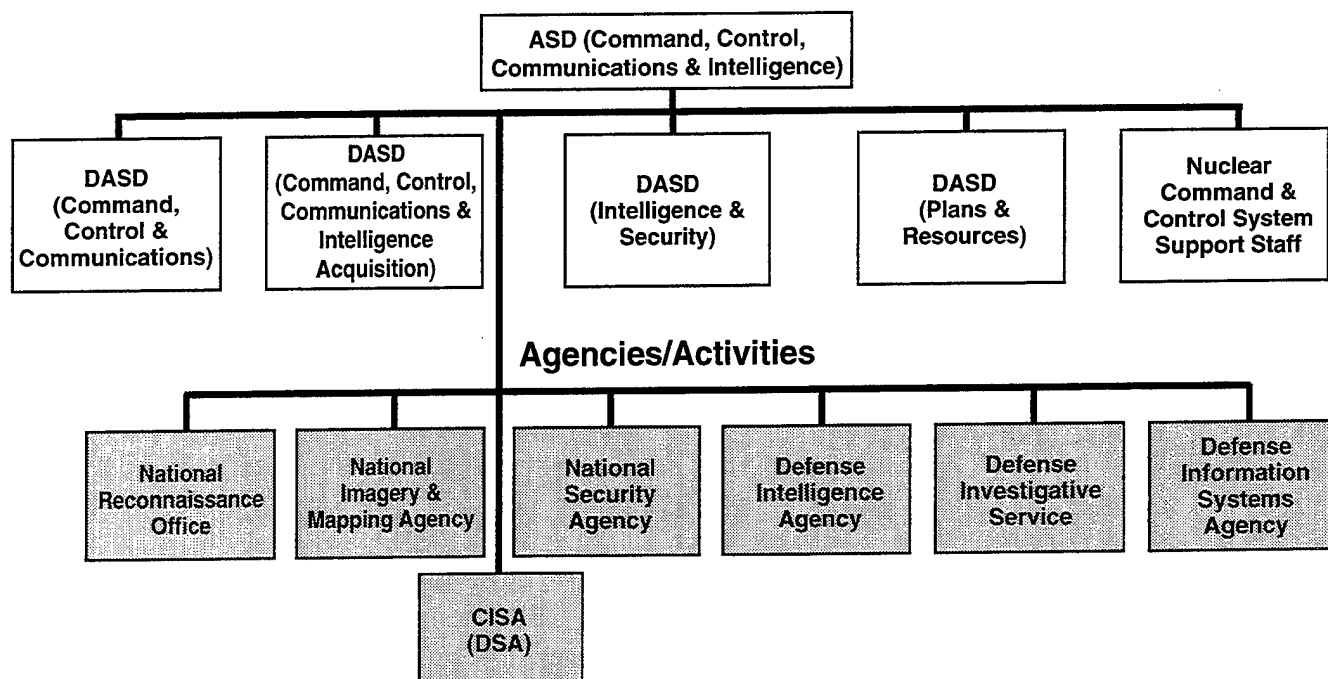 ASD (Command, Control,
Communications & Intelligence)
DASD
(Command,
Control &
Communications)
DASD
(Command, Control,
Communications &
Intelligence
Acquisition)
DASD
(Intelligence &
Security)
DASD
(Plans &
Resources)
Nuclear
Command &
Control System
Support Staff
Agencies/Activities
National
Reconnaissance
Office
National
Imagery &
Mapping Agency
National
Security
Agency
Defense
Intelligence
Agency
Defense
Investigative
Service
Defense
Information
Systems
Agency
CISA
(DSA)